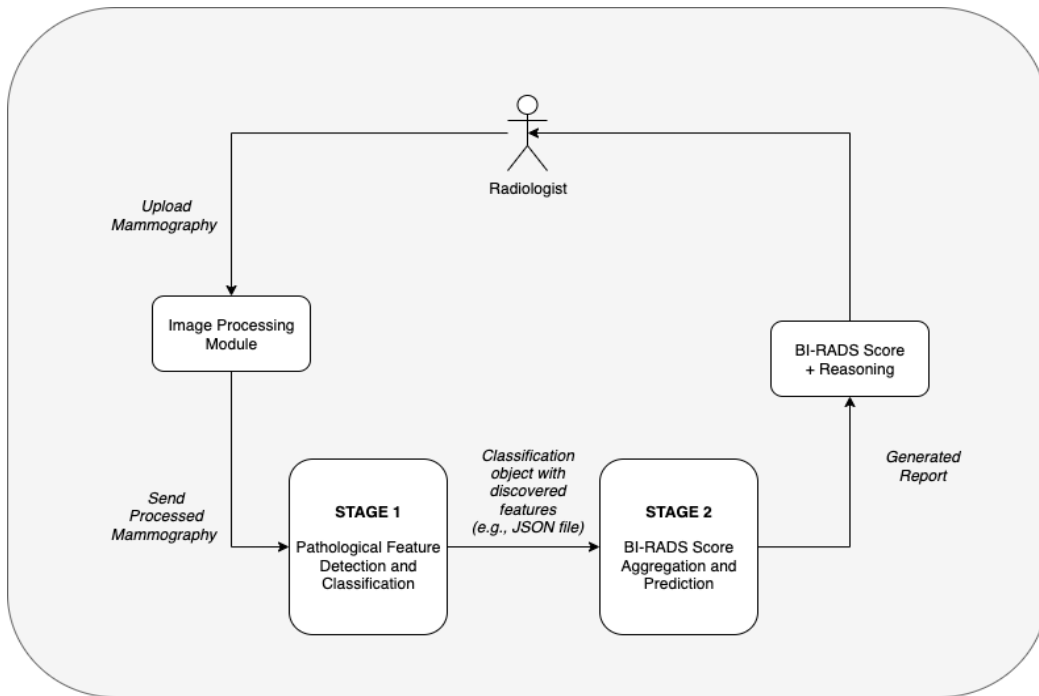 Radiologist
Upload
Mammography
Image Processing
Module
BI-RADS Score
+ Reasoning
Send
Processed
Mammography
STAGE 1
Pathological Feature
Detection and
Classification
Classification
object with
discovered
features
(e.g., JSON file)
STAGE 2
BI-RADS Score
Aggregation and
Prediction
Generated
Report